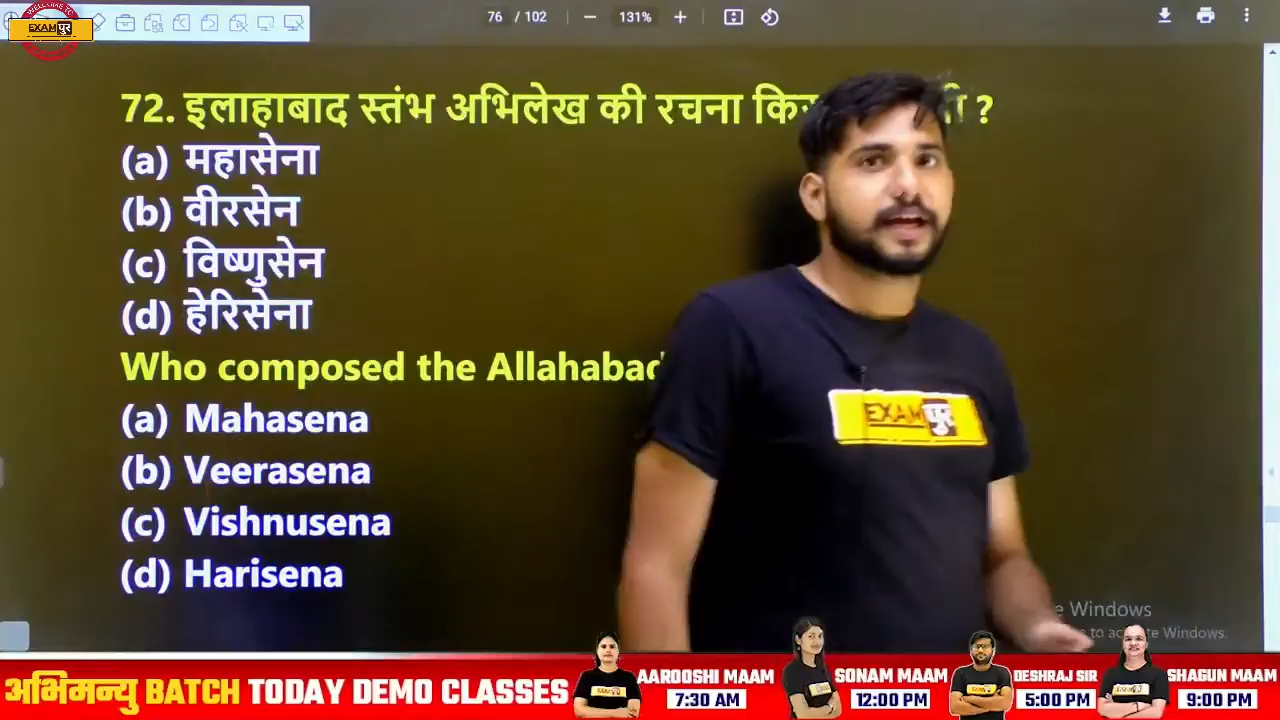 WELCOME TO
EXAM पुर
76 / 102
131%
72. इलाहाबाद स्तंभ अभिलेख की रचना ?
(a) महासेना
(b) वीरसेन
(c) विष्णुसेन
(d) हेरिसेना
Who composed the Allahabad
(a) Mahasena
(b) Veerasena
(c) Vishnusena
(d) Harisena
EXAM पुर
Windows
to activate Windows.
अभिमन्यु BATCH TODAY DEMO CLASSES
AAROOSHI MAAM
7:30 AM
SONAM MAAM
12:00 PM
DESHRAJ SIR
5:00 PM
SHAGUN MAAM
9:00 PM